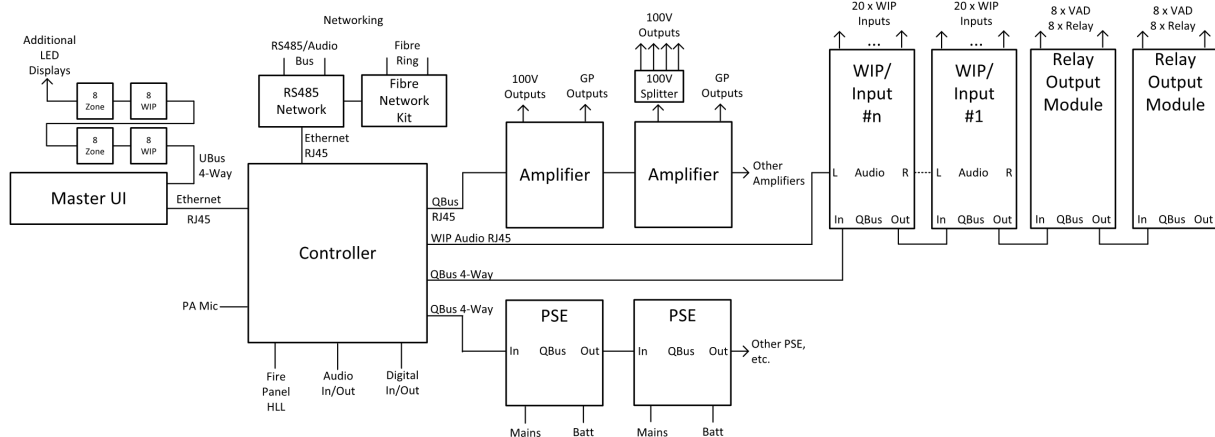 Networking
Additional
LED
Displays
RS485/Audio
Bus
Fibre
Ring
8
Zone
8
WIP
8
Zone
8
WIP
RS485
Network
Fibre
Network
Kit
Ethernet
RJ45
UBus
4-Way
Master UI
Ethernet
RJ45
Controller
PA Mic
Fire
Panel
HLL
Audio
In/Out
Digital
In/Out
100V
Outputs
GP
Outputs
100V
Outputs
100V
Splitter
GP
Outputs
Amplifier
Amplifier
Other
Amplifiers
QBus
RJ45
WIP Audio RJ45
QBus 4-Way
QBus 4-Way
PSE
In QBus Out
Mains Batt
PSE
In QBus Out
Mains Batt
Other PSE,
etc.
20 x WIP
Inputs
...
WIP/
Input
#n
L Audio R
In QBus Out
20 x WIP
Inputs
...
WIP/
Input
#1
L Audio R
In QBus Out
8 x VAD
8 x Relay
Relay
Output
Module
In QBus Out
8 x VAD
8 x Relay
Relay
Output
Module
In QBus Out